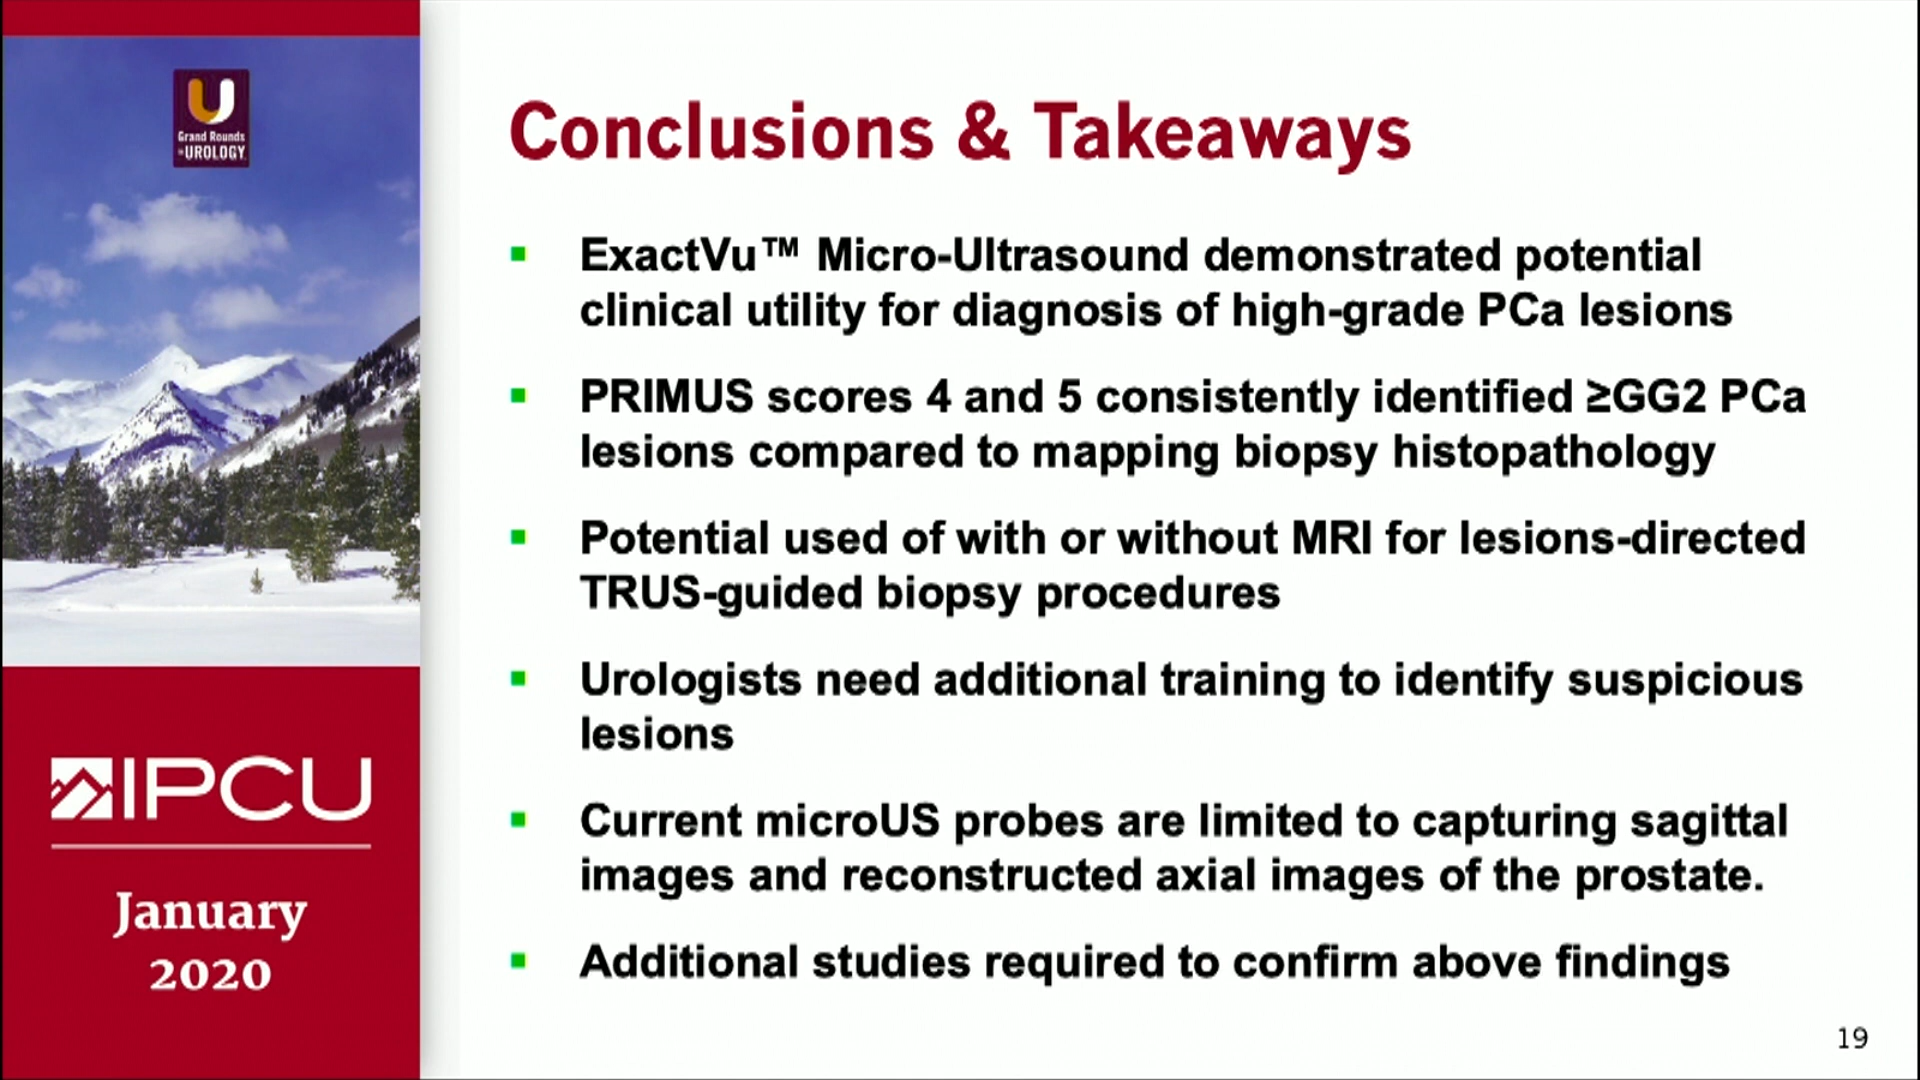 U
Grand Rounds
in UROLOGY
IPCU
January
2020
Conclusions & Takeaways
ExactVu™ Micro-Ultrasound demonstrated potential
clinical utility for diagnosis of high-grade PCa lesions
PRIMUS scores 4 and 5 consistently identified ≥GG2 PCa
lesions compared to mapping biopsy histopathology
Potential used of with or without MRI for lesions-directed
TRUS-guided biopsy procedures
Urologists need additional training to identify suspicious
lesions
Current microUS probes are limited to capturing sagittal
images and reconstructed axial images of the prostate.
Additional studies required to confirm above findings
19